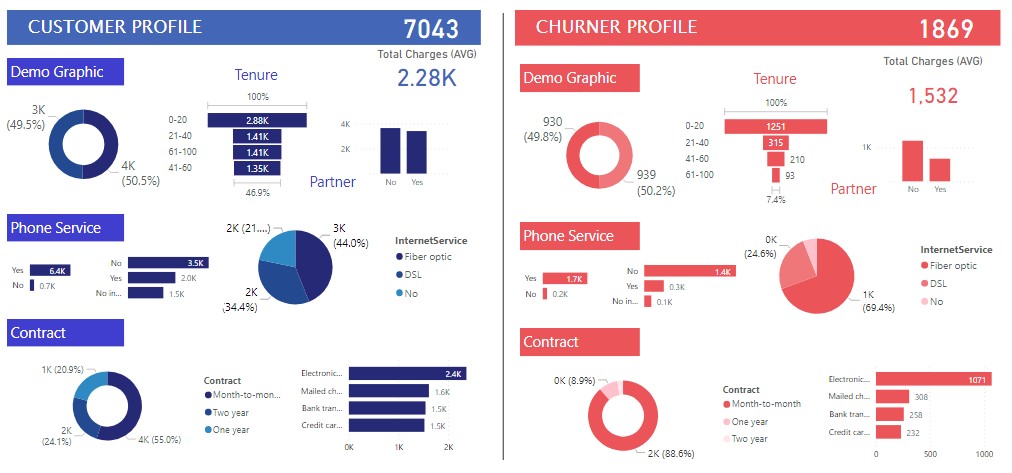 CUSTOMER PROFILE 7043
Total Charges (AVG)
2.28K
Demo Graphic
3K
(49.5%)
4K
(50.5%)
Tenure
100%
0-20 2.88K
21-40 1.41K
61-100 1.41K
41-60 1.35K
46.9%
4K
2K
No Yes
Partner
Phone Service
Yes 6.4K
No 0.7K
No 3.5K
Yes 2.0K
No in... 1.5K
2K (21....)
3K
(44.0%)
2K
(34.4%)
InternetService
Fiber optic
DSL
No
Contract
1K (20.9%)
2K
(24.1%)
4K (55.0%)
Contract
Month-to-mon...
Two year
One year
Electronic... 2.4K
Mailed ch... 1.6K
Bank tran... 1.5K
Credit car... 1.5K
0K 1K 2K
CHURNER PROFILE 1869
Total Charges (AVG)
1,532
Demo Graphic
930
(49.8%)
939
(50.2%)
Tenure
100%
0-20 1251
21-40 315
41-60 210
61-100 93
7.4%
1K
No Yes
Partner
Phone Service
Yes 1.7K
No 0.2K
No 1.4K
Yes 0.3K
No in... 0.1K
0K
(24.6%)
1K
(69.4%)
InternetService
Fiber optic
DSL
No
Contract
0K (8.9%)
2K (88.6%)
Contract
Month-to-month
One year
Two year
Electronic... 1071
Mailed ch... 308
Bank tran... 258
Credit car... 232
0 500 1000